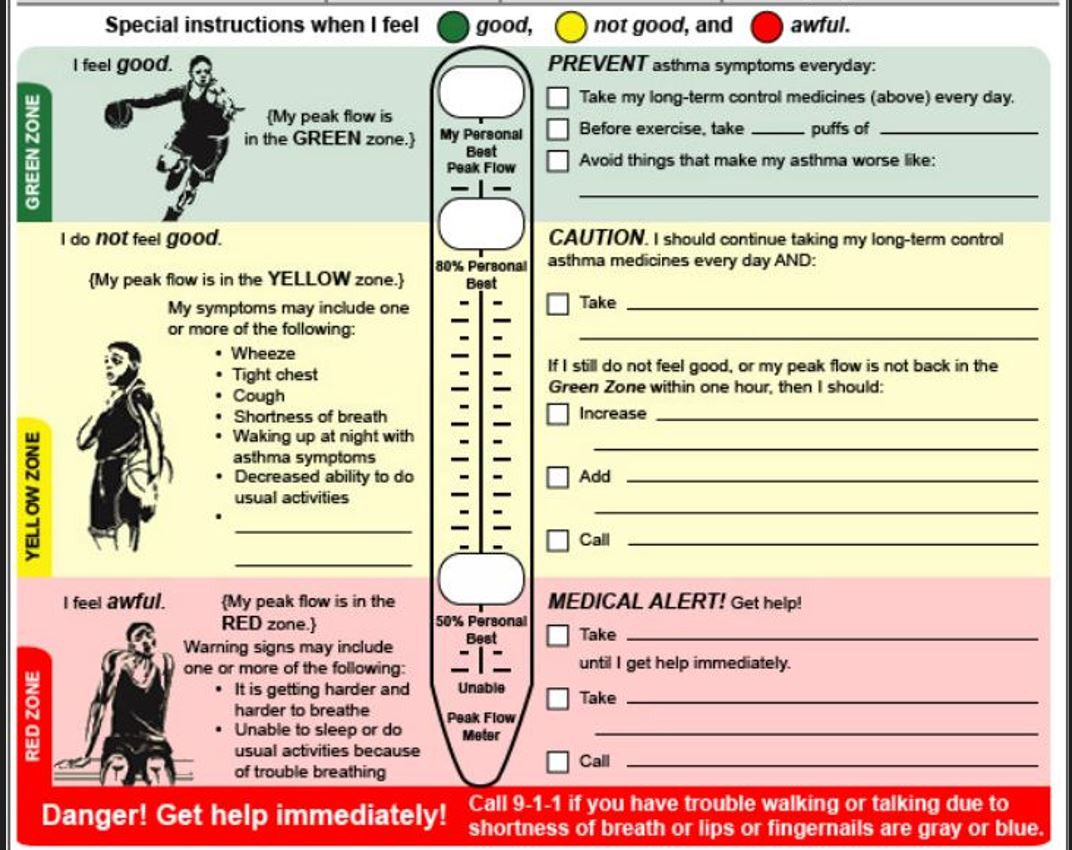 Special instructions when I feel good, not good, and awful.
GREEN ZONE
I feel good.
{My peak flow is
in the GREEN zone.}
My Personal
Best
Peak Flow
PREVENT asthma symptoms everyday:
Take my long-term control medicines (above) every day.
Before exercise, take _____ puffs of _____
Avoid things that make my asthma worse like:
YELLOW ZONE
I do not feel good.
{My peak flow is in the YELLOW zone.}
My symptoms may include one
or more of the following:
• Wheeze
• Tight chest
• Cough
• Shortness of breath
• Waking up at night with
asthma symptoms
• Decreased ability to do
usual activities
•
80% Personal
Best
CAUTION. I should continue taking my long-term control
asthma medicines every day AND:
Take
If I still do not feel good, or my peak flow is not back in the
Green Zone within one hour, then I should:
Increase
Add
Call
RED ZONE
I feel awful.
{My peak flow is in the
RED zone.}
Warning signs may include
one or more of the following:
• It is getting harder and
harder to breathe
• Unable to sleep or do
usual activities because
of trouble breathing
50% Personal
Best
Unable
Peak Flow
Meter
MEDICAL ALERT! Get help!
Take
until I get help immediately.
Take
Call
Danger! Get help immediately!
Call 9-1-1 if you have trouble walking or talking due to
shortness of breath or lips or fingernails are gray or blue.